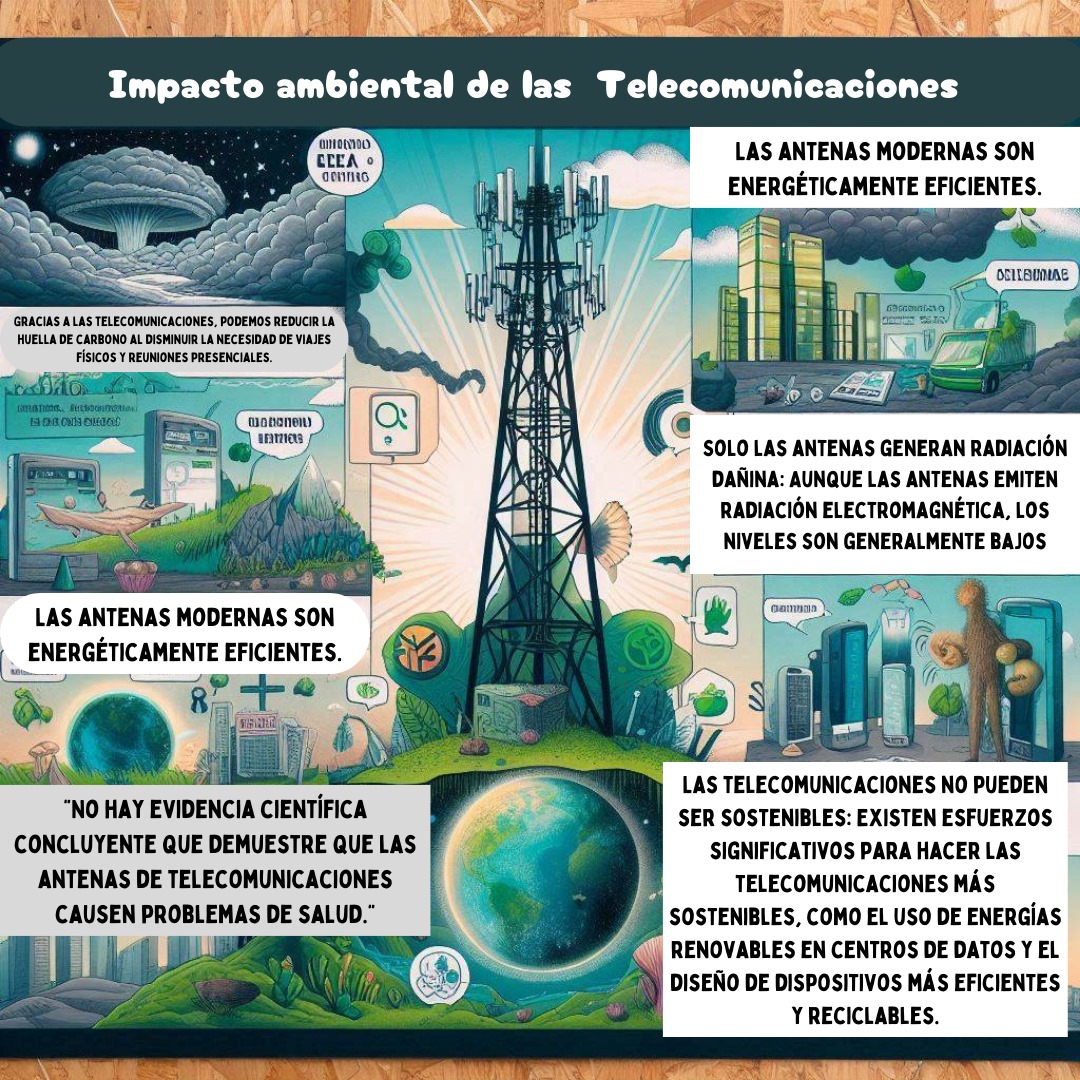 Impacto ambiental de las Telecomunicaciones
LAS ANTENAS MODERNAS SON
ENERGÉTICAMENTE EFICIENTES.
GRACIAS A LAS TELECOMUNICACIONES, PODEMOS REDUCIR LA
HUELLA DE CARBONO AL DISMINUIR LA NECESIDAD DE VIAJES
FÍSICOS Y REUNIONES PRESENCIALES.
SOLO LAS ANTENAS GENERAN RADIACIÓN
DAÑINA: AUNQUE LAS ANTENAS EMITEN
RADIACIÓN ELECTROMAGNÉTICA, LOS
NIVELES SON GENERALMENTE BAJOS
LAS ANTENAS MODERNAS SON
ENERGÉTICAMENTE EFICIENTES.
"NO HAY EVIDENCIA CIENTÍFICA
CONCLUYENTE QUE DEMUESTRE QUE LAS
ANTENAS DE TELECOMUNICACIONES
CAUSEN PROBLEMAS DE SALUD."
LAS TELECOMUNICACIONES NO PUEDEN
SER SOSTENIBLES: EXISTEN ESFUERZOS
SIGNIFICATIVOS PARA HACER LAS
TELECOMUNICACIONES MÁS
SOSTENIBLES, COMO EL USO DE ENERGÍAS
RENOVABLES EN CENTROS DE DATOS Y EL
DISEÑO DE DISPOSITIVOS MÁS EFICIENTES
Y RECICLABLES.